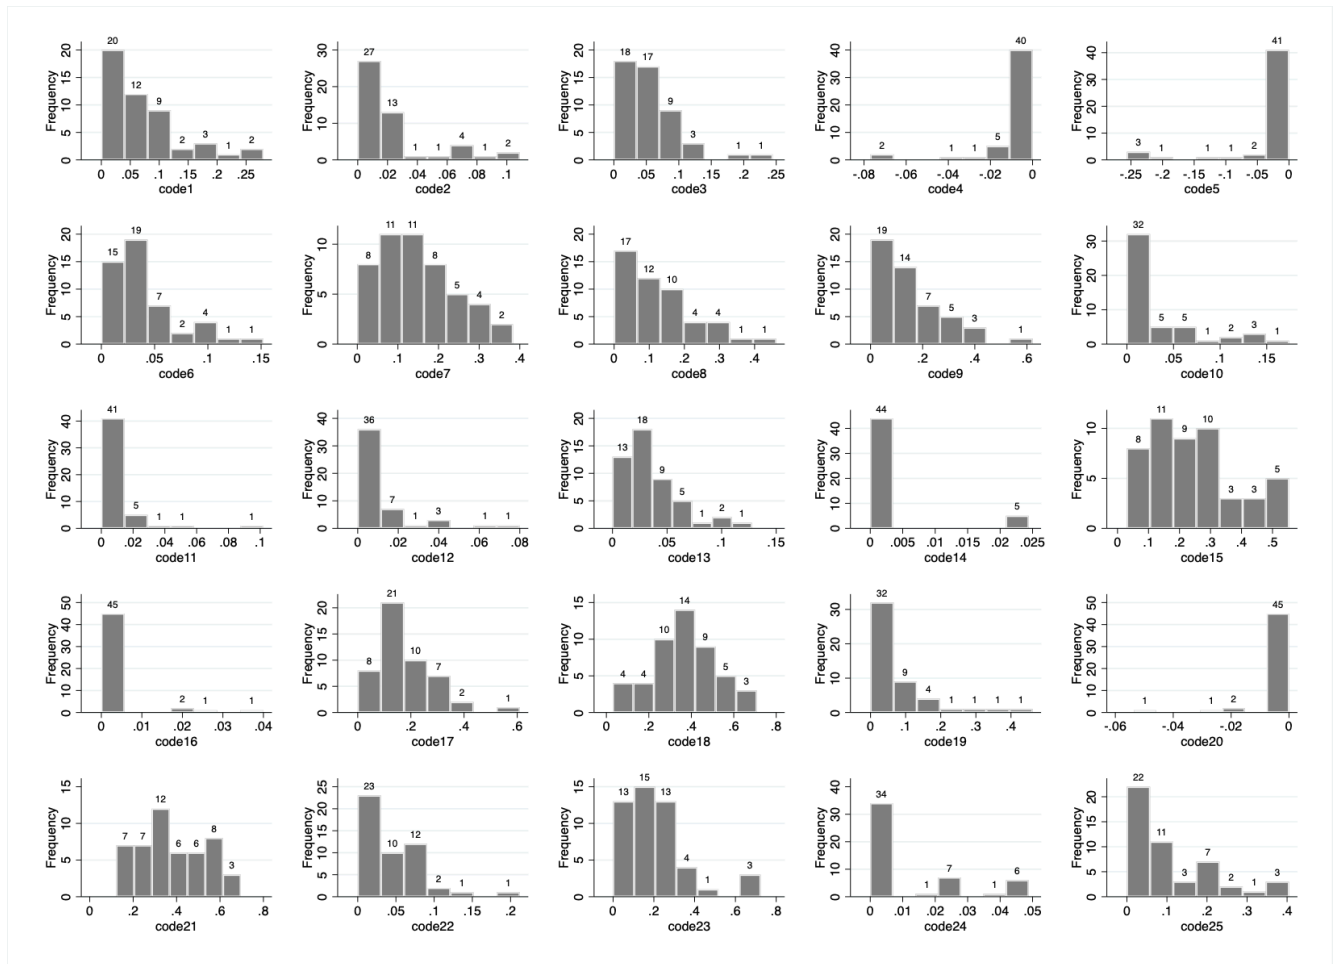 Frequency
0 5 10 15 20
20 12 9 2 3 1 2
0 .05 .1 .15 .2 .25
code1
Frequency
0 10 20 30
27 13 1 1 4 1 2
0 .02 .04 .06 .08 .1
code2
Frequency
0 5 10 15 20
18 17 9 3 1 1
0 .05 .1 .15 .2 .25
code3
Frequency
0 10 20 30 40
2 1 1 5 40
-.08 -.06 -.04 -.02 0
code4
Frequency
0 10 20 30 40
3 1 1 1 2 41
-.25 -.2 -.15 -.1 -.05 0
code5
Frequency
0 5 10 15 20
15 19 7 2 4 1 1
0 .05 .1 .15
code6
Frequency
0 5 10
8 11 11 8 5 4 2
0 .1 .2 .3 .4
code7
Frequency
0 5 10 15 20
17 12 10 4 4 1 1
0 .1 .2 .3 .4
code8
Frequency
0 5 10 15 20
19 14 7 5 3 1
0 .2 .4 .6
code9
Frequency
0 10 20 30
32 5 5 1 2 3 1
0 .05 .1 .15
code10
Frequency
0 10 20 30 40
41 5 1 1 1
0 .02 .04 .06 .08 .1
code11
Frequency
0 10 20 30 40
36 7 1 3 1 1
0 .02 .04 .06 .08
code12
Frequency
0 5 10 15 20
13 18 9 5 1 2 1
0 .05 .1 .15
code13
Frequency
0 10 20 30 40
44 5
0 .005 .01 .015 .02 .025
code14
Frequency
0 5 10
8 11 9 10 3 3 5
0 .1 .2 .3 .4 .5
code15
Frequency
0 10 20 30 40 50
45 2 1 1
0 .01 .02 .03 .04
code16
Frequency
0 5 10 15 20
8 21 10 7 2 1
0 .2 .4 .6
code17
Frequency
0 5 10 15
4 4 10 14 9 5 3
0 .2 .4 .6 .8
code18
Frequency
0 10 20 30
32 9 4 1 1 1 1
0 .1 .2 .3 .4
code19
Frequency
0 10 20 30 40 50
1 1 2 45
-.06 -.04 -.02 0
code20
Frequency
0 5 10 15
7 7 12 6 6 8 3
0 .2 .4 .6 .8
code21
Frequency
0 5 10 15 20 25
23 10 12 2 1 1
0 .05 .1 .15 .2
code22
Frequency
0 5 10 15
13 15 13 4 1 3
0 .2 .4 .6 .8
code23
Frequency
0 10 20 30 40
34 1 7 1 6
0 .01 .02 .03 .04 .05
code24
Frequency
0 5 10 15 20
22 11 3 7 2 1 3
0 .1 .2 .3 .4
code25